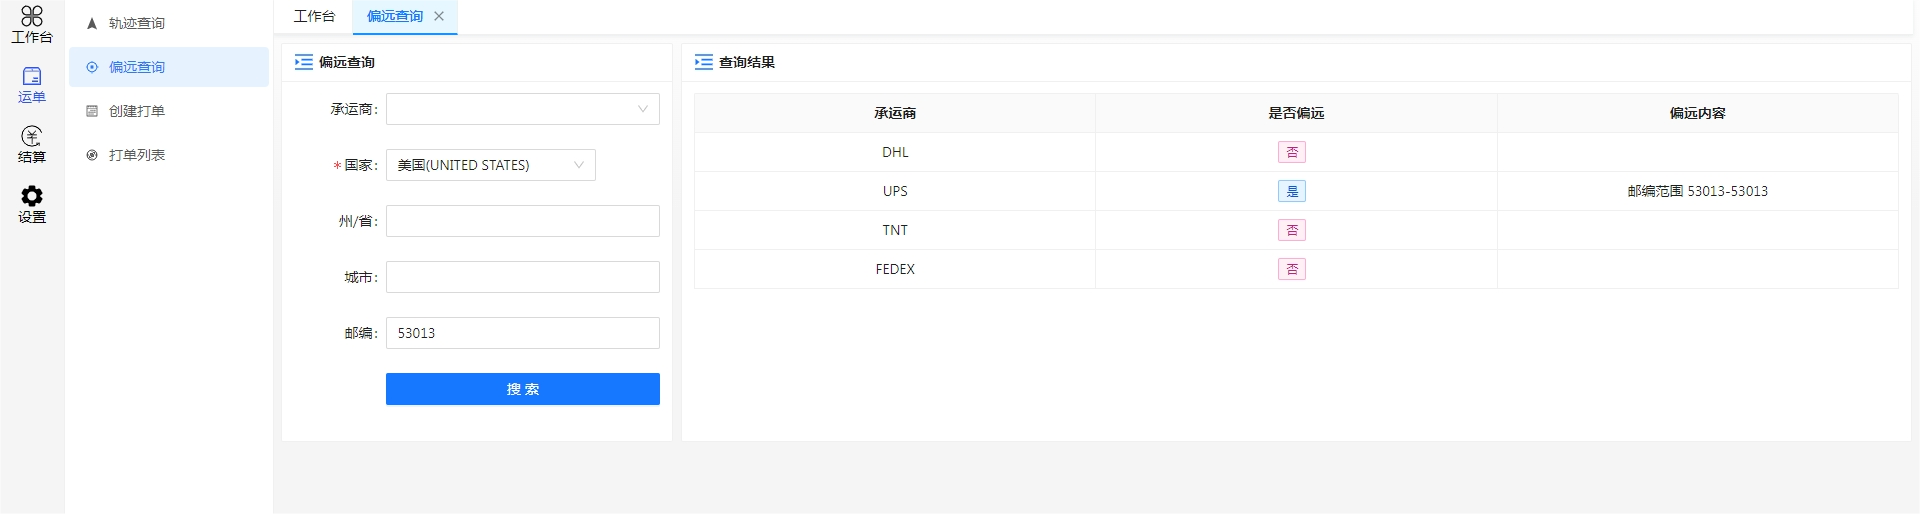 工作台
运单
结算
设置
轨迹查询
偏远查询
创建打单
打单列表
工作台
偏远查询
偏远查询
承运商：
*国家： 美国(UNITED STATES)
州/省：
城市：
邮编： 53013
搜 索
查询结果
承运商 是否偏远 偏远内容
DHL 否
UPS 是 邮编范围 53013-53013
TNT 否
FEDEX 否